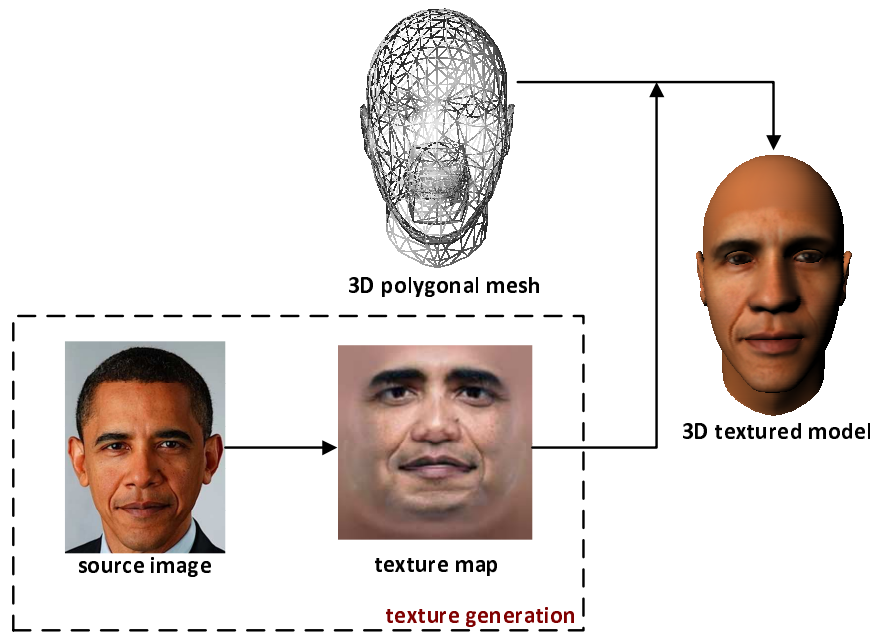 3D polygonal mesh
3D textured model
source image
texture map
texture generation